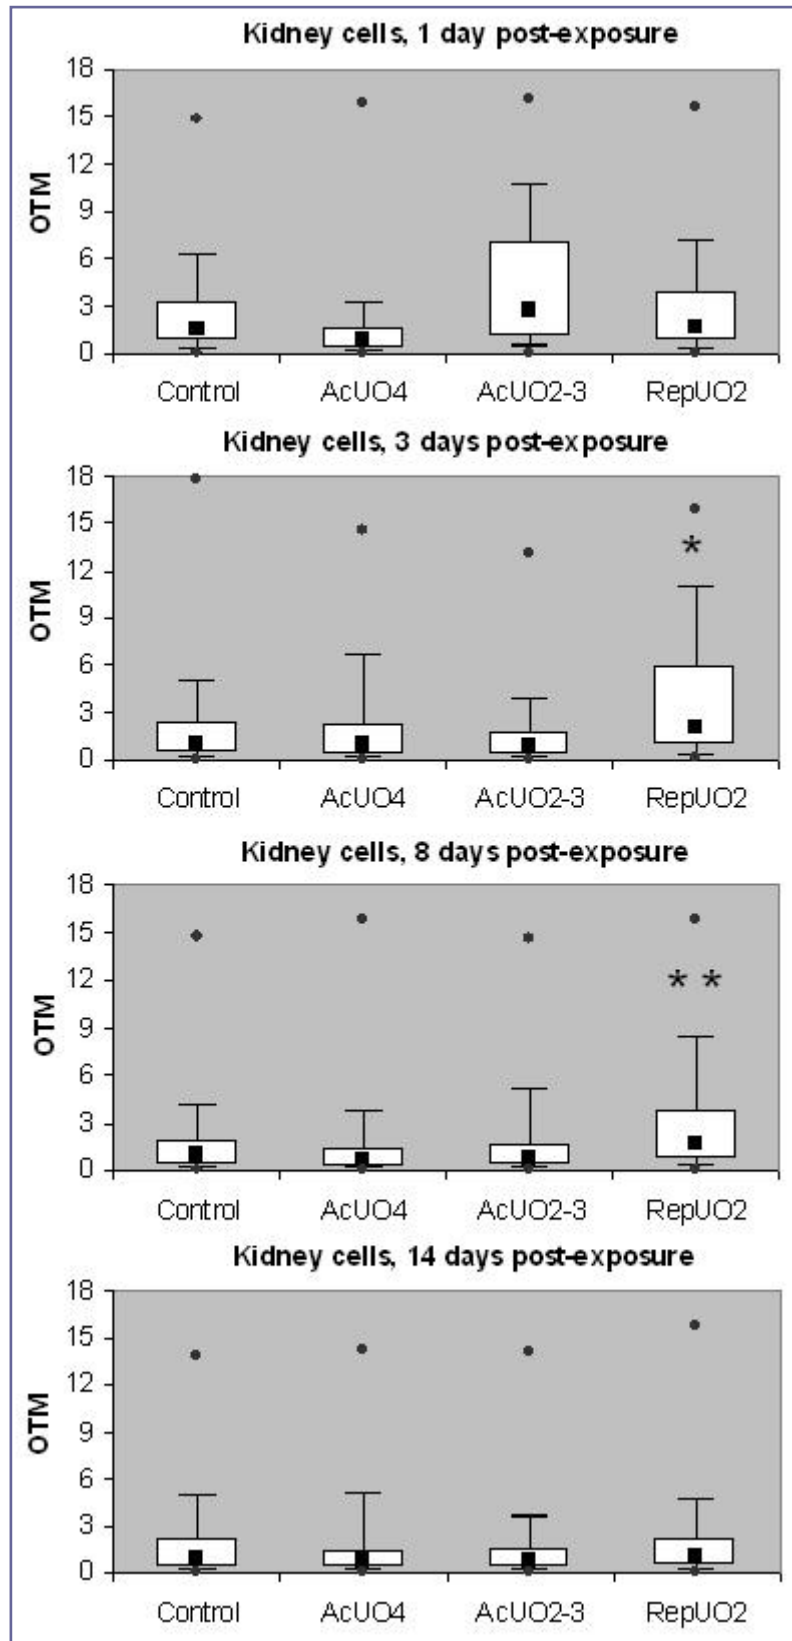 Kidney cells, 1 day post-exposure
18
15
12
9
6
3
0
OTM
Control AcUO4 AcUO2-3 RepUO2
Kidney cells, 3 days post-exposure
18
15
12
9
6
3
0
OTM
*
Control AcUO4 AcUO2-3 RepUO2
Kidney cells, 8 days post-exposure
18
15
12
9
6
3
0
OTM
* *
Control AcUO4 AcUO2-3 RepUO2
Kidney cells, 14 days post-exposure
18
15
12
9
6
3
0
OTM
Control AcUO4 AcUO2-3 RepUO2